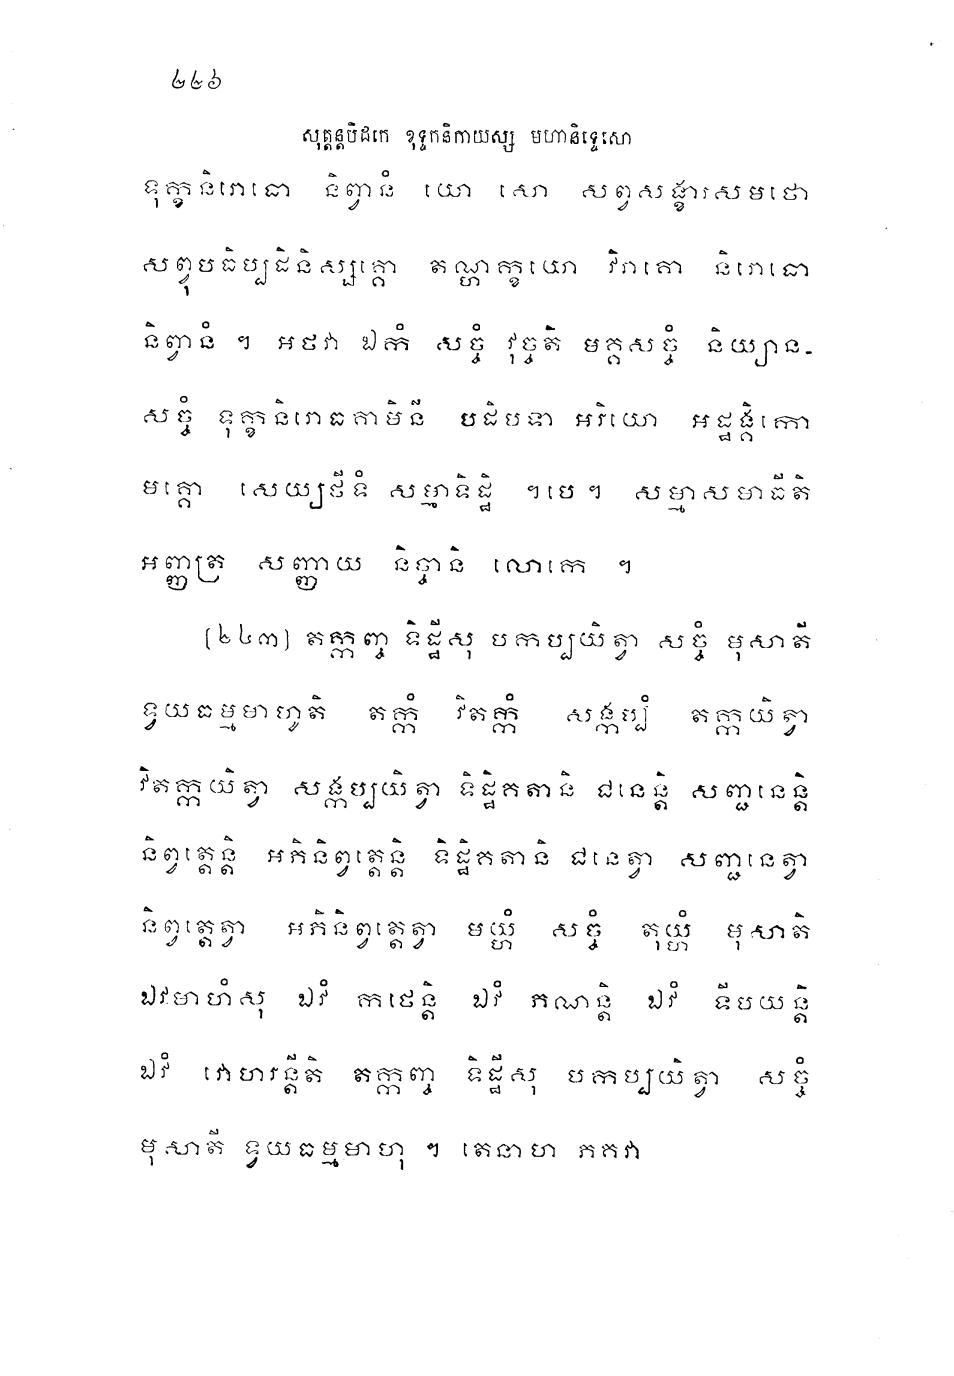 ៤៤៦
សុត្តន្តបិដកេ ខុទ្ទកនិកាយស្ស មហានិទ្ទេសោ
ទុក្ខនិរោធោ និព្វានំ យោ សោ សព្វសង្ខារសមថោ
សព្វុបធិប្បដិនិស្សគ្គោ តណ្ហក្ខយោ វិរាគោ និរោធោ
និព្វានំ ។ អថវា ឯកំ សច្ចំ វុច្ចតិ មគ្គសច្ចំ និយ្យាន-
សច្ចំ ទុក្ខនិរោធគាមិនី បដិបទា អរិយោ អដ្ឋង្គិកោ
មគ្គោ សេយ្យថីទំ សម្មាទិដ្ឋិ ។បេ។ សម្មាសមាធីតិ
អញ្ញត្រ សញ្ញាយ និច្ចានិ លោកេ ។
[២៤៣] តក្កញ្ច ទិដ្ឋីសុ បកប្បយិត្វា សច្ចំ មុសាតី
ទ្វយធម្មមាហូតិ តក្កំ វិតក្កំ សង្កប្បំ តក្កយិត្វា
វិតក្កយិត្វា សង្កប្បយិត្វា ទិដ្ឋិគតានិ ជនេន្តិ សញ្ជនេន្តិ
និព្វត្តេន្តិ អភិនិព្វត្តេន្តិ ទិដ្ឋិគតានិ ជនេត្វា សញ្ជនេត្វា
និព្វត្តេត្វា អភិនិព្វត្តេត្វា មយ្ហំ សច្ចំ តុយ្ហំ មុសាតិ
ឯវមាហំសុ ឯវំ កថេន្តិ ឯវំ ភណន្តិ ឯវំ ទីបយន្តិ
ឯវំ វោហរន្តីតិ តក្កញ្ច ទិដ្ឋីសុ បកប្បយិត្វា សច្ចំ
មុសាតី ទ្វយធម្មមាហុ ។ តេនាហ ភគវា